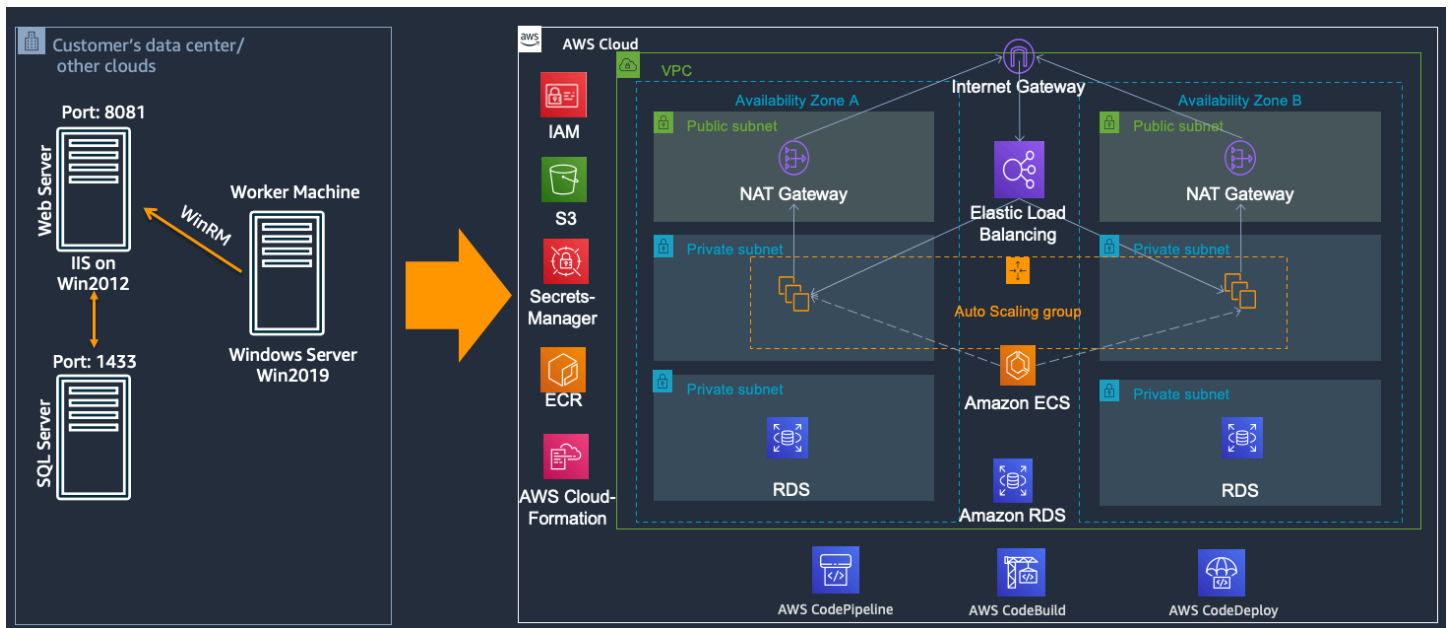 Customer's data center/
other clouds
Port: 8081
Web Server
IIS on
Win2012
WinRM
Worker Machine
Windows Server
Win2019
Port: 1433
SQL Server
aws
AWS Cloud
IAM
S3
Secrets-
Manager
ECR
AWS Cloud-
Formation
VPC
Internet Gateway
Availability Zone A
Public subnet
NAT Gateway
Private subnet
Private subnet
RDS
Elastic Load
Balancing
Auto Scaling group
Amazon ECS
Amazon RDS
Availability Zone B
Public subnet
NAT Gateway
Private subnet
Private subnet
RDS
AWS CodePipeline
AWS CodeBuild
AWS CodeDeploy